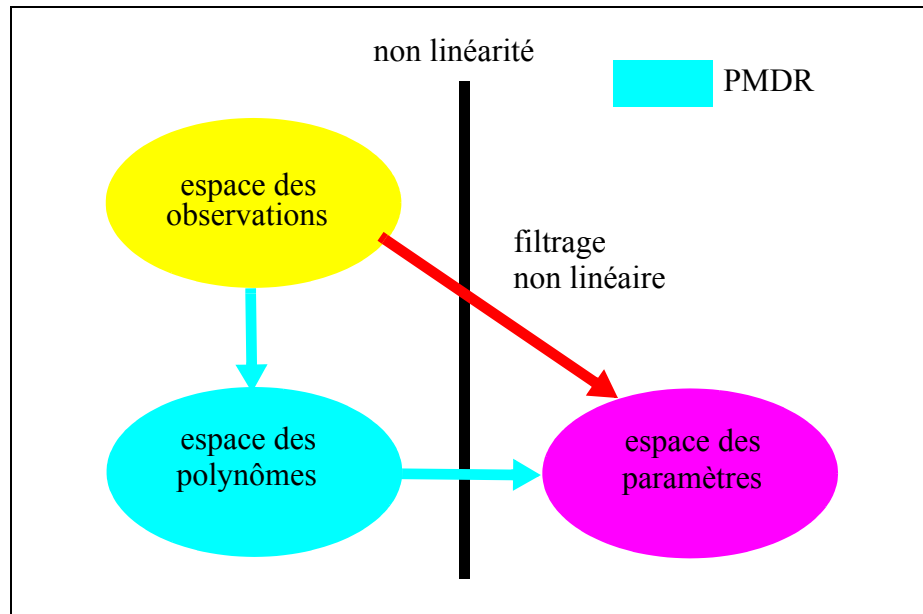 non linéarité
PMDR
espace des
observations
filtrage
non linéaire
espace des
polynômes
espace des
paramètres